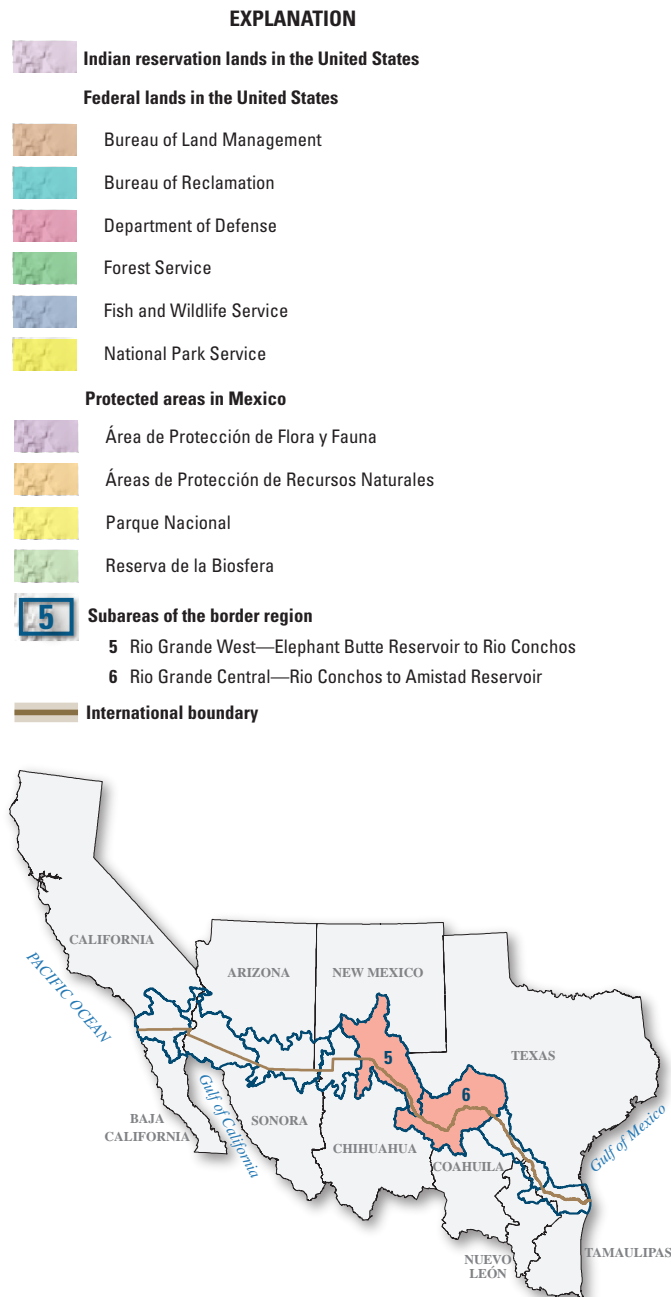 EXPLANATION
Indian reservation lands in the United States
Federal lands in the United States
Bureau of Land Management
Bureau of Reclamation
Department of Defense
Forest Service
Fish and Wildlife Service
National Park Service
Protected areas in Mexico
Área de Protección de Flora y Fauna
Áreas de Protección de Recursos Naturales
Parque Nacional
Reserva de la Biosfera
5 Subareas of the border region
5 Rio Grande West—Elephant Butte Reservoir to Rio Conchos
6 Rio Grande Central—Rio Conchos to Amistad Reservoir
International boundary
CALIFORNIA
PACIFIC OCEAN
ARIZONA
NEW MEXICO
TEXAS
5
6
BAJA
CALIFORNIA
Gulf of California
SONORA
CHIHUAHUA
COAHUILA
Gulf of Mexico
NUEVO
LEÓN
TAMAULIPAS